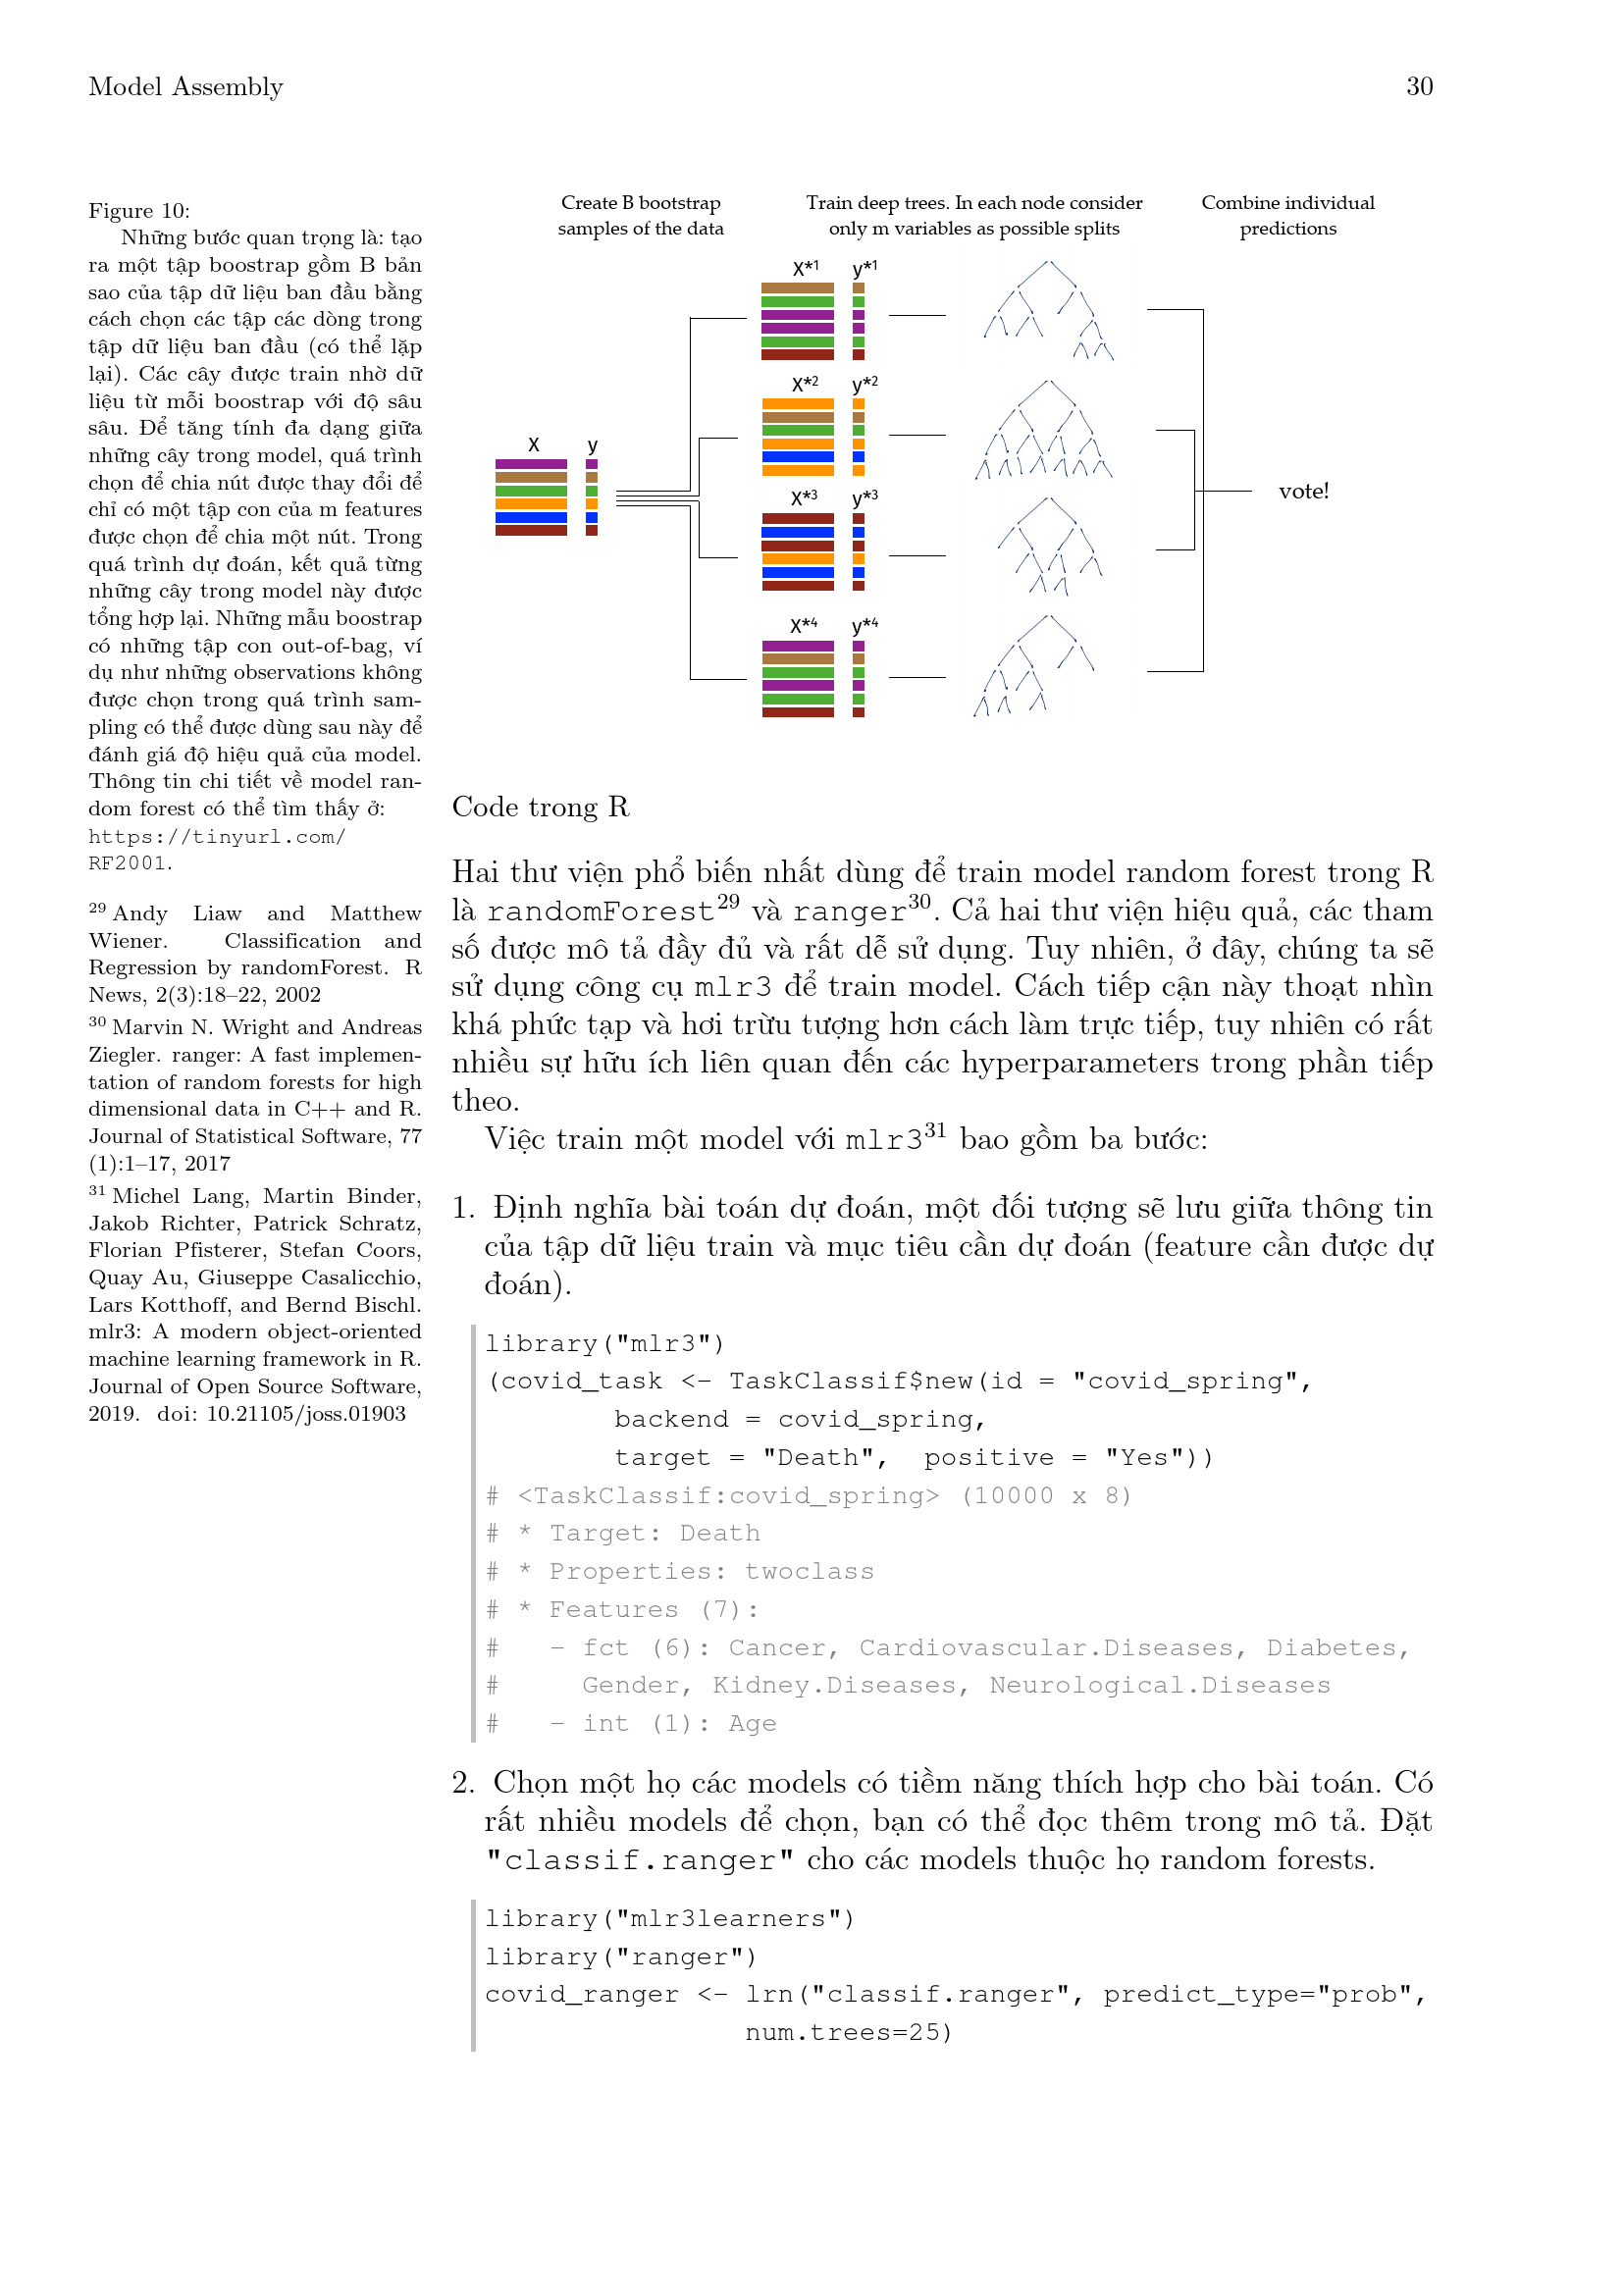 Model Assembly 30
Figure 10:
Những bước quan trọng là: tạo
ra một tập boostrap gồm B bản
sao của tập dữ liệu ban đầu bằng
cách chọn các tập các dòng trong
tập dữ liệu ban đầu (có thể lặp
lại). Các cây được train nhờ dữ
liệu từ mỗi boostrap với độ sâu
sâu. Để tăng tính đa dạng giữa
những cây trong model, quá trình
chọn để chia nút được thay đổi để
chỉ có một tập con của m features
được chọn để chia một nút. Trong
quá trình dự đoán, kết quả từng
những cây trong model này được
tổng hợp lại. Những mẫu boostrap
có những tập con out-of-bag, ví
dụ như những observations không
được chọn trong quá trình sam-
pling có thể được dùng sau này để
đánh giá độ hiệu quả của model.
Thông tin chi tiết về model ran-
dom forest có thể tìm thấy ở:
https://tinyurl.com/
RF2001.
29 Andy Liaw and Matthew
Wiener. Classification and
Regression by randomForest. R
News, 2(3):18–22, 2002
30 Marvin N. Wright and Andreas
Ziegler. ranger: A fast implemen-
tation of random forests for high
dimensional data in C++ and R.
Journal of Statistical Software, 77
(1):1–17, 2017
31 Michel Lang, Martin Binder,
Jakob Richter, Patrick Schratz,
Florian Pfisterer, Stefan Coors,
Quay Au, Giuseppe Casalicchio,
Lars Kotthoff, and Bernd Bischl.
mlr3: A modern object-oriented
machine learning framework in R.
Journal of Open Source Software,
2019. doi: 10.21105/joss.01903
Create B bootstrap
samples of the data
Train deep trees. In each node consider
only m variables as possible splits
Combine individual
predictions
X y
X*1 y*1
X*2 y*2
X*3 y*3
X*4 y*4
vote!
Code trong R
Hai thư viện phổ biến nhất dùng để train model random forest trong R
là randomForest29 và ranger30. Cả hai thư viện hiệu quả, các tham
số được mô tả đầy đủ và rất dễ sử dụng. Tuy nhiên, ở đây, chúng ta sẽ
sử dụng công cụ mlr3 để train model. Cách tiếp cận này thoạt nhìn
khá phức tạp và hơi trừu tượng hơn cách làm trực tiếp, tuy nhiên có rất
nhiều sự hữu ích liên quan đến các hyperparameters trong phần tiếp
theo.
Việc train một model với mlr331 bao gồm ba bước:
1. Định nghĩa bài toán dự đoán, một đối tượng sẽ lưu giữa thông tin
của tập dữ liệu train và mục tiêu cần dự đoán (feature cần được dự
đoán).
library("mlr3")
(covid_task <- TaskClassif$new(id = "covid_spring",
        backend = covid_spring,
        target = "Death",  positive = "Yes"))
# <TaskClassif:covid_spring> (10000 x 8)
# * Target: Death
# * Properties: twoclass
# * Features (7):
#   - fct (6): Cancer, Cardiovascular.Diseases, Diabetes,
#     Gender, Kidney.Diseases, Neurological.Diseases
#   - int (1): Age
2. Chọn một họ các models có tiềm năng thích hợp cho bài toán. Có
rất nhiều models để chọn, bạn có thể đọc thêm trong mô tả. Đặt
"classif.ranger" cho các models thuộc họ random forests.
library("mlr3learners")
library("ranger")
covid_ranger <- lrn("classif.ranger", predict_type="prob",
                num.trees=25)